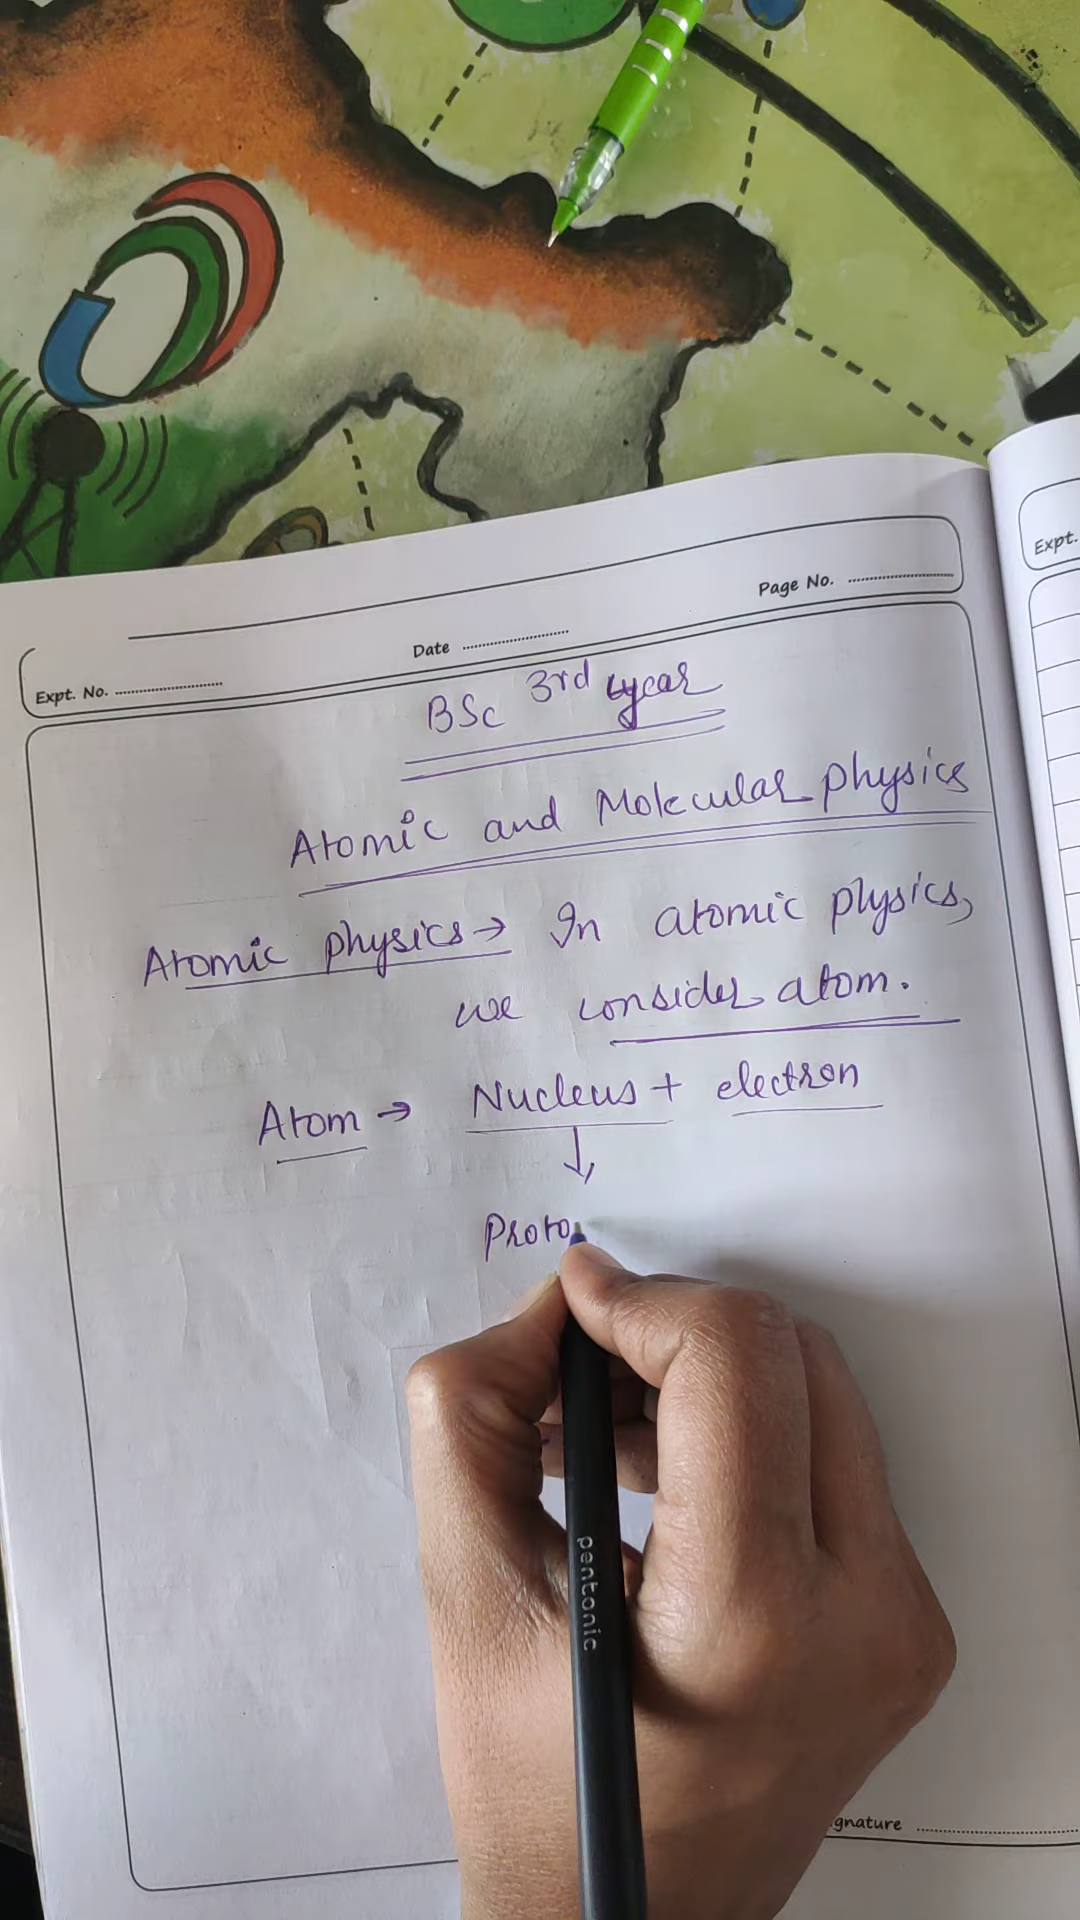 Expt. No.
Date
Page No.
Expt.
BSc 3rd year
Atomic and Molecular physics
Atomic physics → In atomic physics,
we consider atom.
Atom → Nucleus + electron
↓
Proto
pentonic
gnature